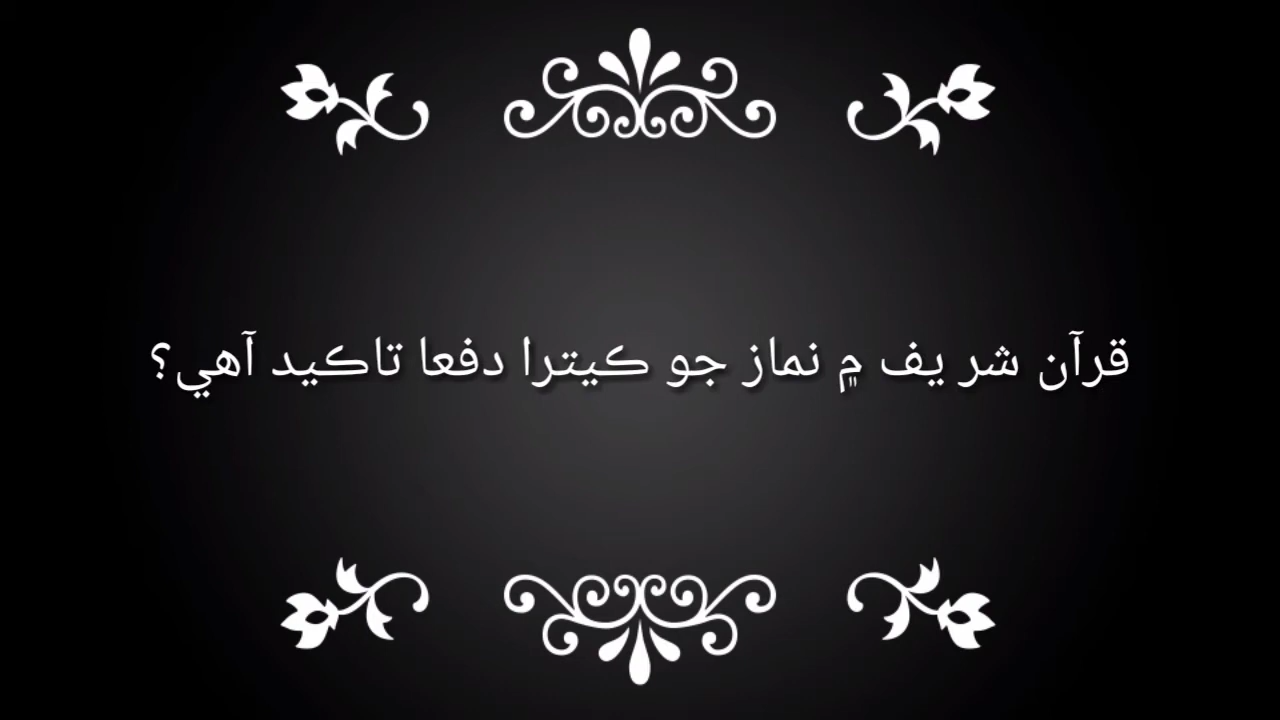 قرآن شريف ۾ نماز جو ڪيترا دفعا تاڪيد آهي؟